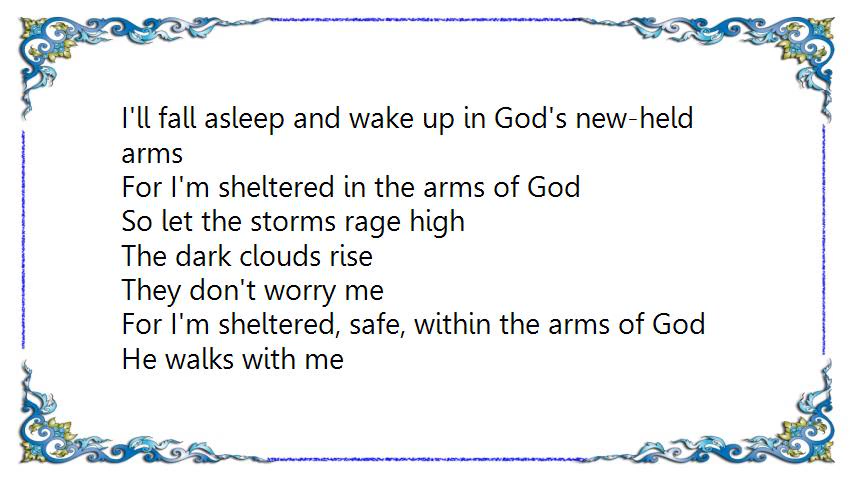 I'll fall asleep and wake up in God's new-held
arms
For I'm sheltered in the arms of God
So let the storms rage high
The dark clouds rise
They don't worry me
For I'm sheltered, safe, within the arms of God
He walks with me